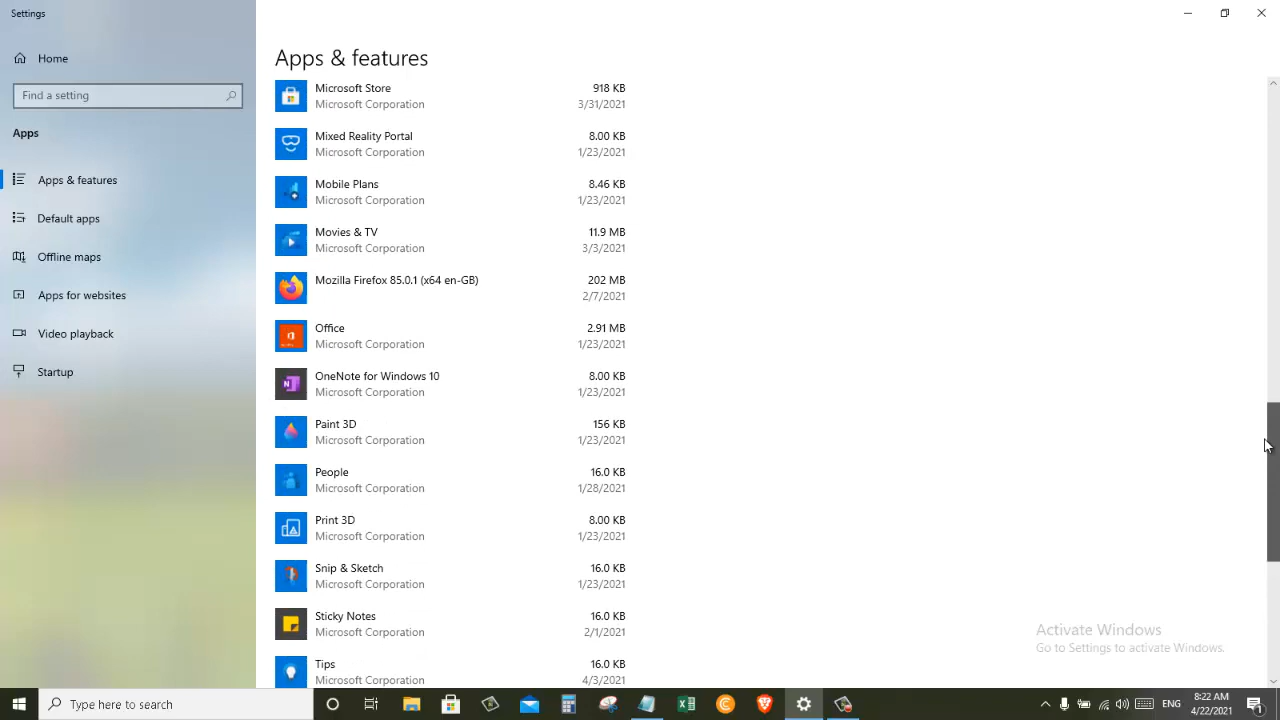 Settings
Home
Find a setting
Apps
Apps & features
Default apps
Offline maps
Apps for websites
Video playback
Startup
Apps & features
Microsoft Store 918 KB
Microsoft Corporation 3/31/2021
Mixed Reality Portal 8.00 KB
Microsoft Corporation 1/23/2021
Mobile Plans 8.46 KB
Microsoft Corporation 1/23/2021
Movies & TV 11.9 MB
Microsoft Corporation 3/3/2021
Mozilla Firefox 85.0.1 (x64 en-GB) 202 MB
2/7/2021
Office 2.91 MB
Microsoft Corporation 1/23/2021
OneNote for Windows 10 8.00 KB
Microsoft Corporation 1/23/2021
Paint 3D 156 KB
Microsoft Corporation 1/23/2021
People 16.0 KB
Microsoft Corporation 1/28/2021
Print 3D 8.00 KB
Microsoft Corporation 1/23/2021
Snip & Sketch 16.0 KB
Microsoft Corporation 1/23/2021
Sticky Notes 16.0 KB
Microsoft Corporation 2/1/2021
Tips 16.0 KB
Microsoft Corporation 4/3/2021
Activate Windows
Go to Settings to activate Windows.
Type here to search
ENG
8:22 AM
4/22/2021
1